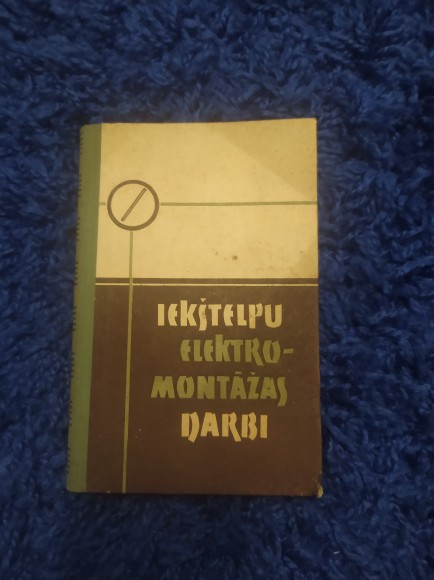 IEKŠTELPU
ELEKTRO-
MONTĀŽAS
DARBI